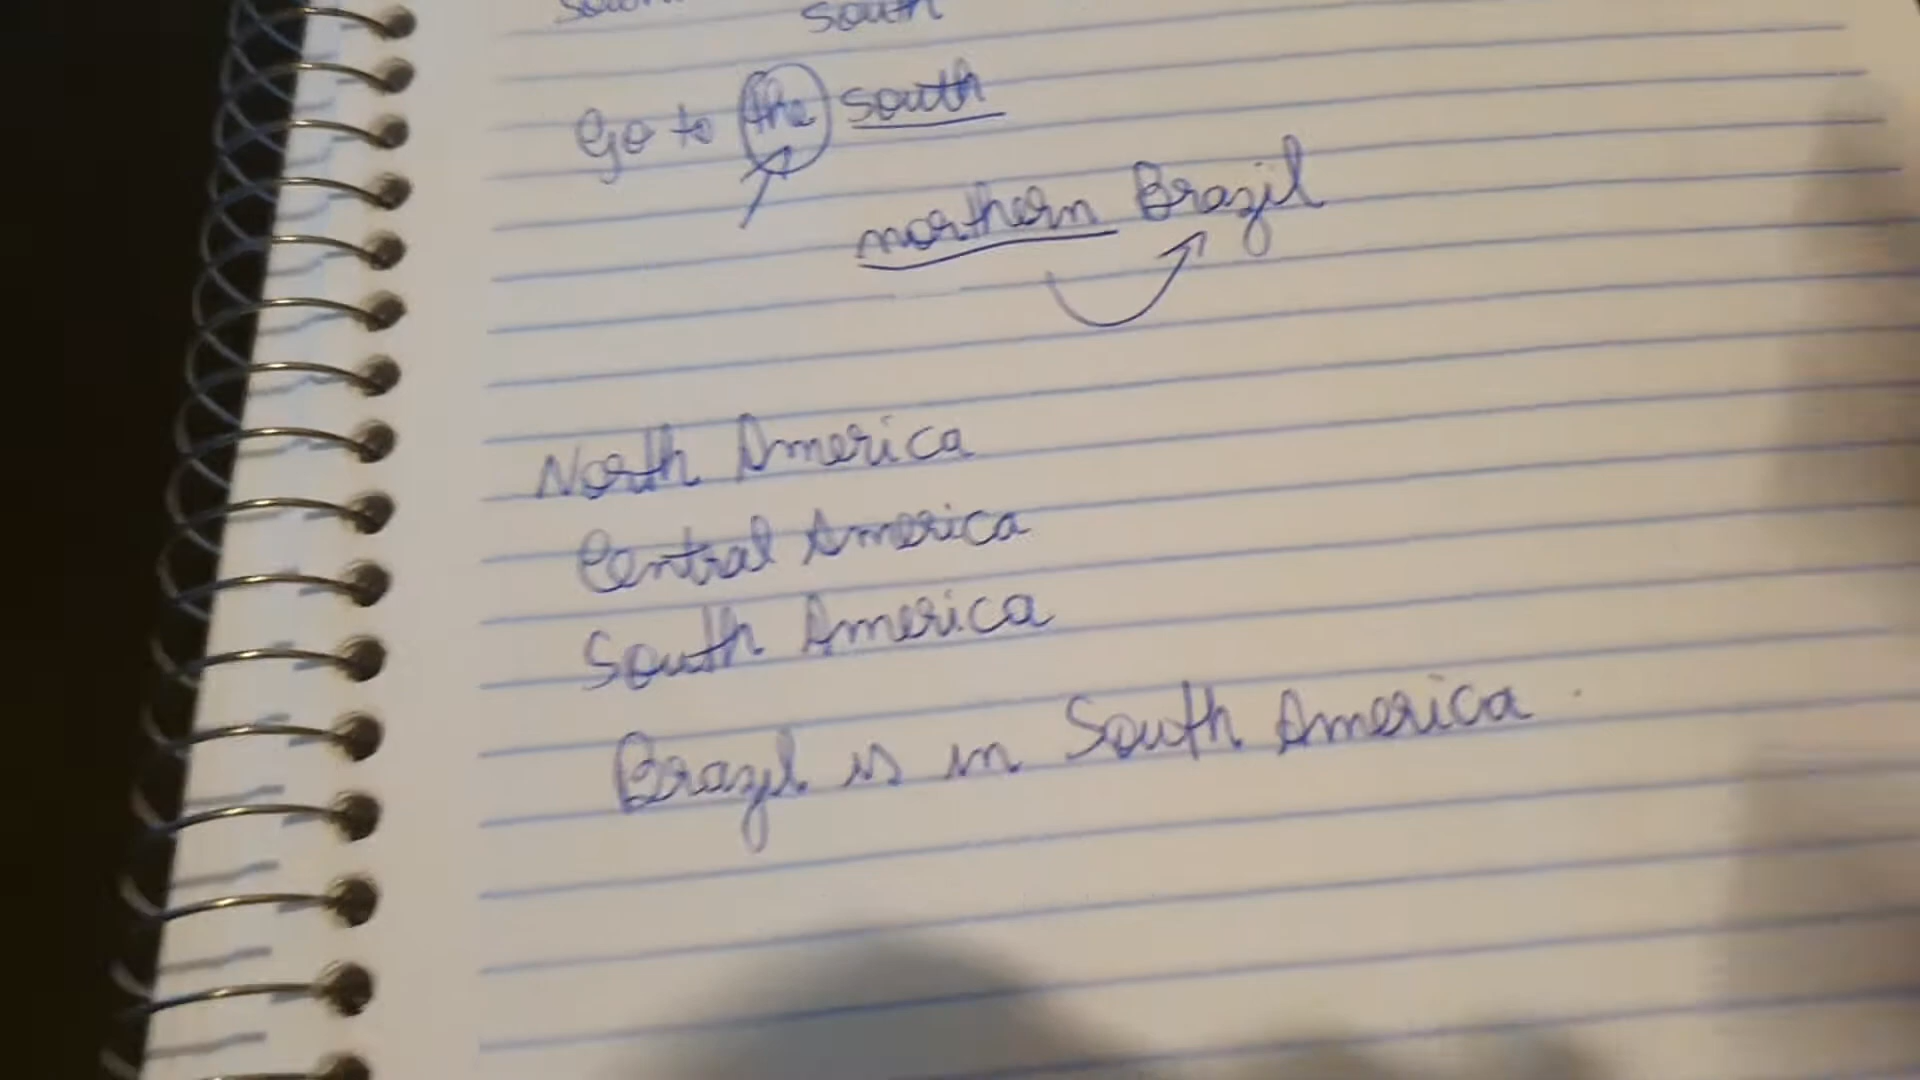 south
Go to the south
northern Brazil
North America
Central America
South America
Brazil is in South America.